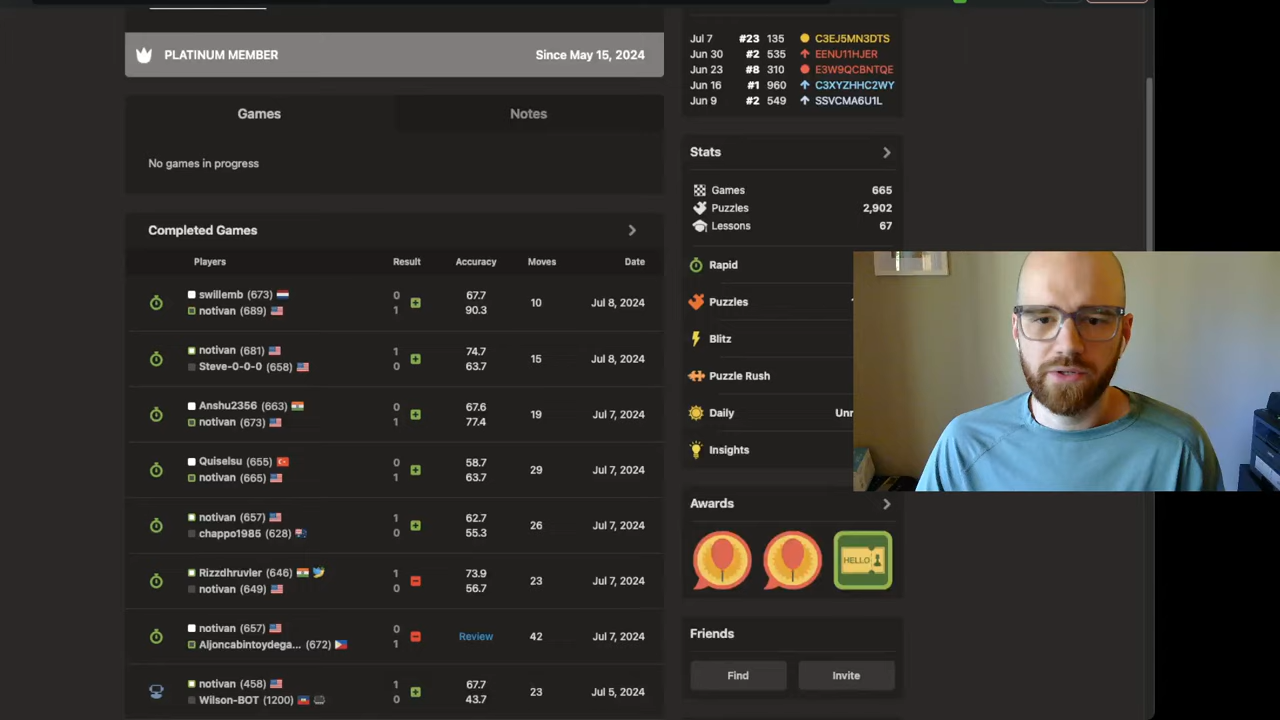 PLATINUM MEMBER Since May 15, 2024
Games Notes
No games in progress
Completed Games
Players Result Accuracy Moves Date
swillemb (673) 0 67.7
notivan (689) 1 90.3
10 Jul 8, 2024
notivan (681) 1 74.7
Steve-0-0-0 (658) 0 63.7
15 Jul 8, 2024
Anshu2356 (663) 0 67.6
notivan (673) 1 77.4
19 Jul 7, 2024
Quiselsu (655) 0 58.7
notivan (665) 1 63.7
29 Jul 7, 2024
notivan (657) 1 62.7
chappo1985 (628) 0 55.3
26 Jul 7, 2024
Rizzdhruvler (646) 1 73.9
notivan (649) 0 56.7
23 Jul 7, 2024
notivan (657) 0
Aljoncabintoydega... (672) 1
Review 42 Jul 7, 2024
notivan (458) 1 67.7
Wilson-BOT (1200) 0 43.7
23 Jul 5, 2024
Jul 7 #23 135 C3EJ5MN3DTS
Jun 30 #2 535 EENU11HJER
Jun 23 #8 310 E3W9QCBNTQE
Jun 16 #1 960 C3XYZHHC2WY
Jun 9 #2 549 SSVCMA6U1L
Stats
Games 665
Puzzles 2,902
Lessons 67
Rapid
Puzzles
Blitz
Puzzle Rush
Daily
Insights
Awards
HELLO
Friends
Find Invite